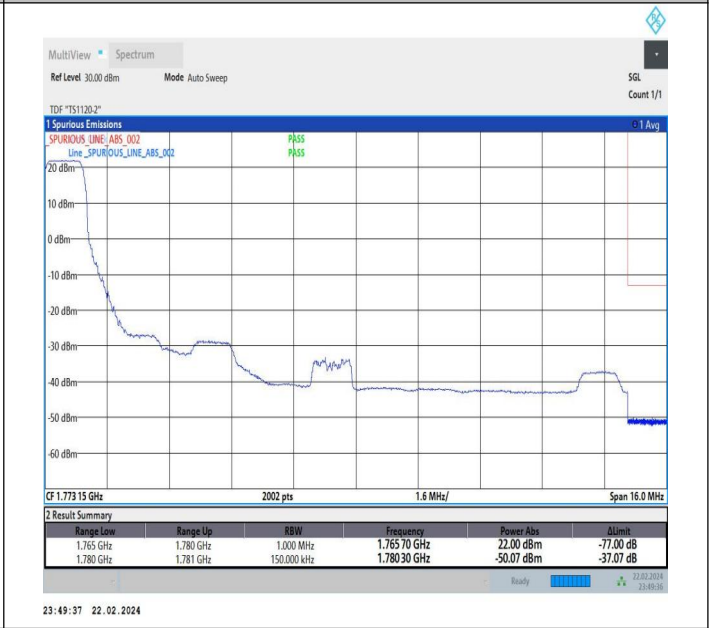 R&S
MultiView Spectrum
Ref Level 30.00 dBm Mode Auto Sweep SGL
Count 1/1
TDF "TS1120-2"
1 Spurious Emissions 1 Avg
_SPURIOUS_LINE_ABS_002 PASS
Line _SPURIOUS_LINE_ABS_002 PASS
20 dBm
10 dBm
0 dBm
-10 dBm
-20 dBm
-30 dBm
-40 dBm
-50 dBm
-60 dBm
CF 1.773 15 GHz 2002 pts 1.6 MHz/ Span 16.0 MHz
2 Result Summary
Range Low Range Up RBW Frequency Power Abs ΔLimit
1.765 GHz 1.780 GHz 1.000 MHz 1.765 70 GHz 22.00 dBm -77.00 dB
1.780 GHz 1.781 GHz 150.000 kHz 1.780 30 GHz -50.07 dBm -37.07 dB
Ready 22.02.2024
23:49:36
23:49:37 22.02.2024